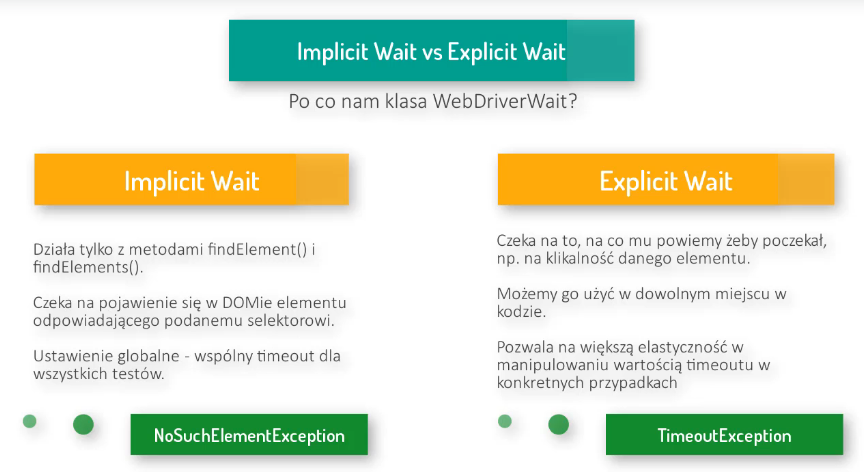 Implicit Wait vs Explicit Wait
Po co nam klasa WebDriverWait?
Implicit Wait
Działa tylko z metodami findElement() i
findElements().
Czeka na pojawienie się w DOMie elementu
odpowiadającego podanemu selektorowi.
Ustawienie globalne - wspólny timeout dla
wszystkich testów.
NoSuchElementException
Explicit Wait
Czeka na to, na co mu powiemy żeby poczekał,
np. na klikalność danego elementu.
Możemy go użyć w dowolnym miejscu w
kodzie.
Pozwala na większą elastyczność w
manipulowaniu wartością timeoutu w
konkretnych przypadkach
TimeoutException